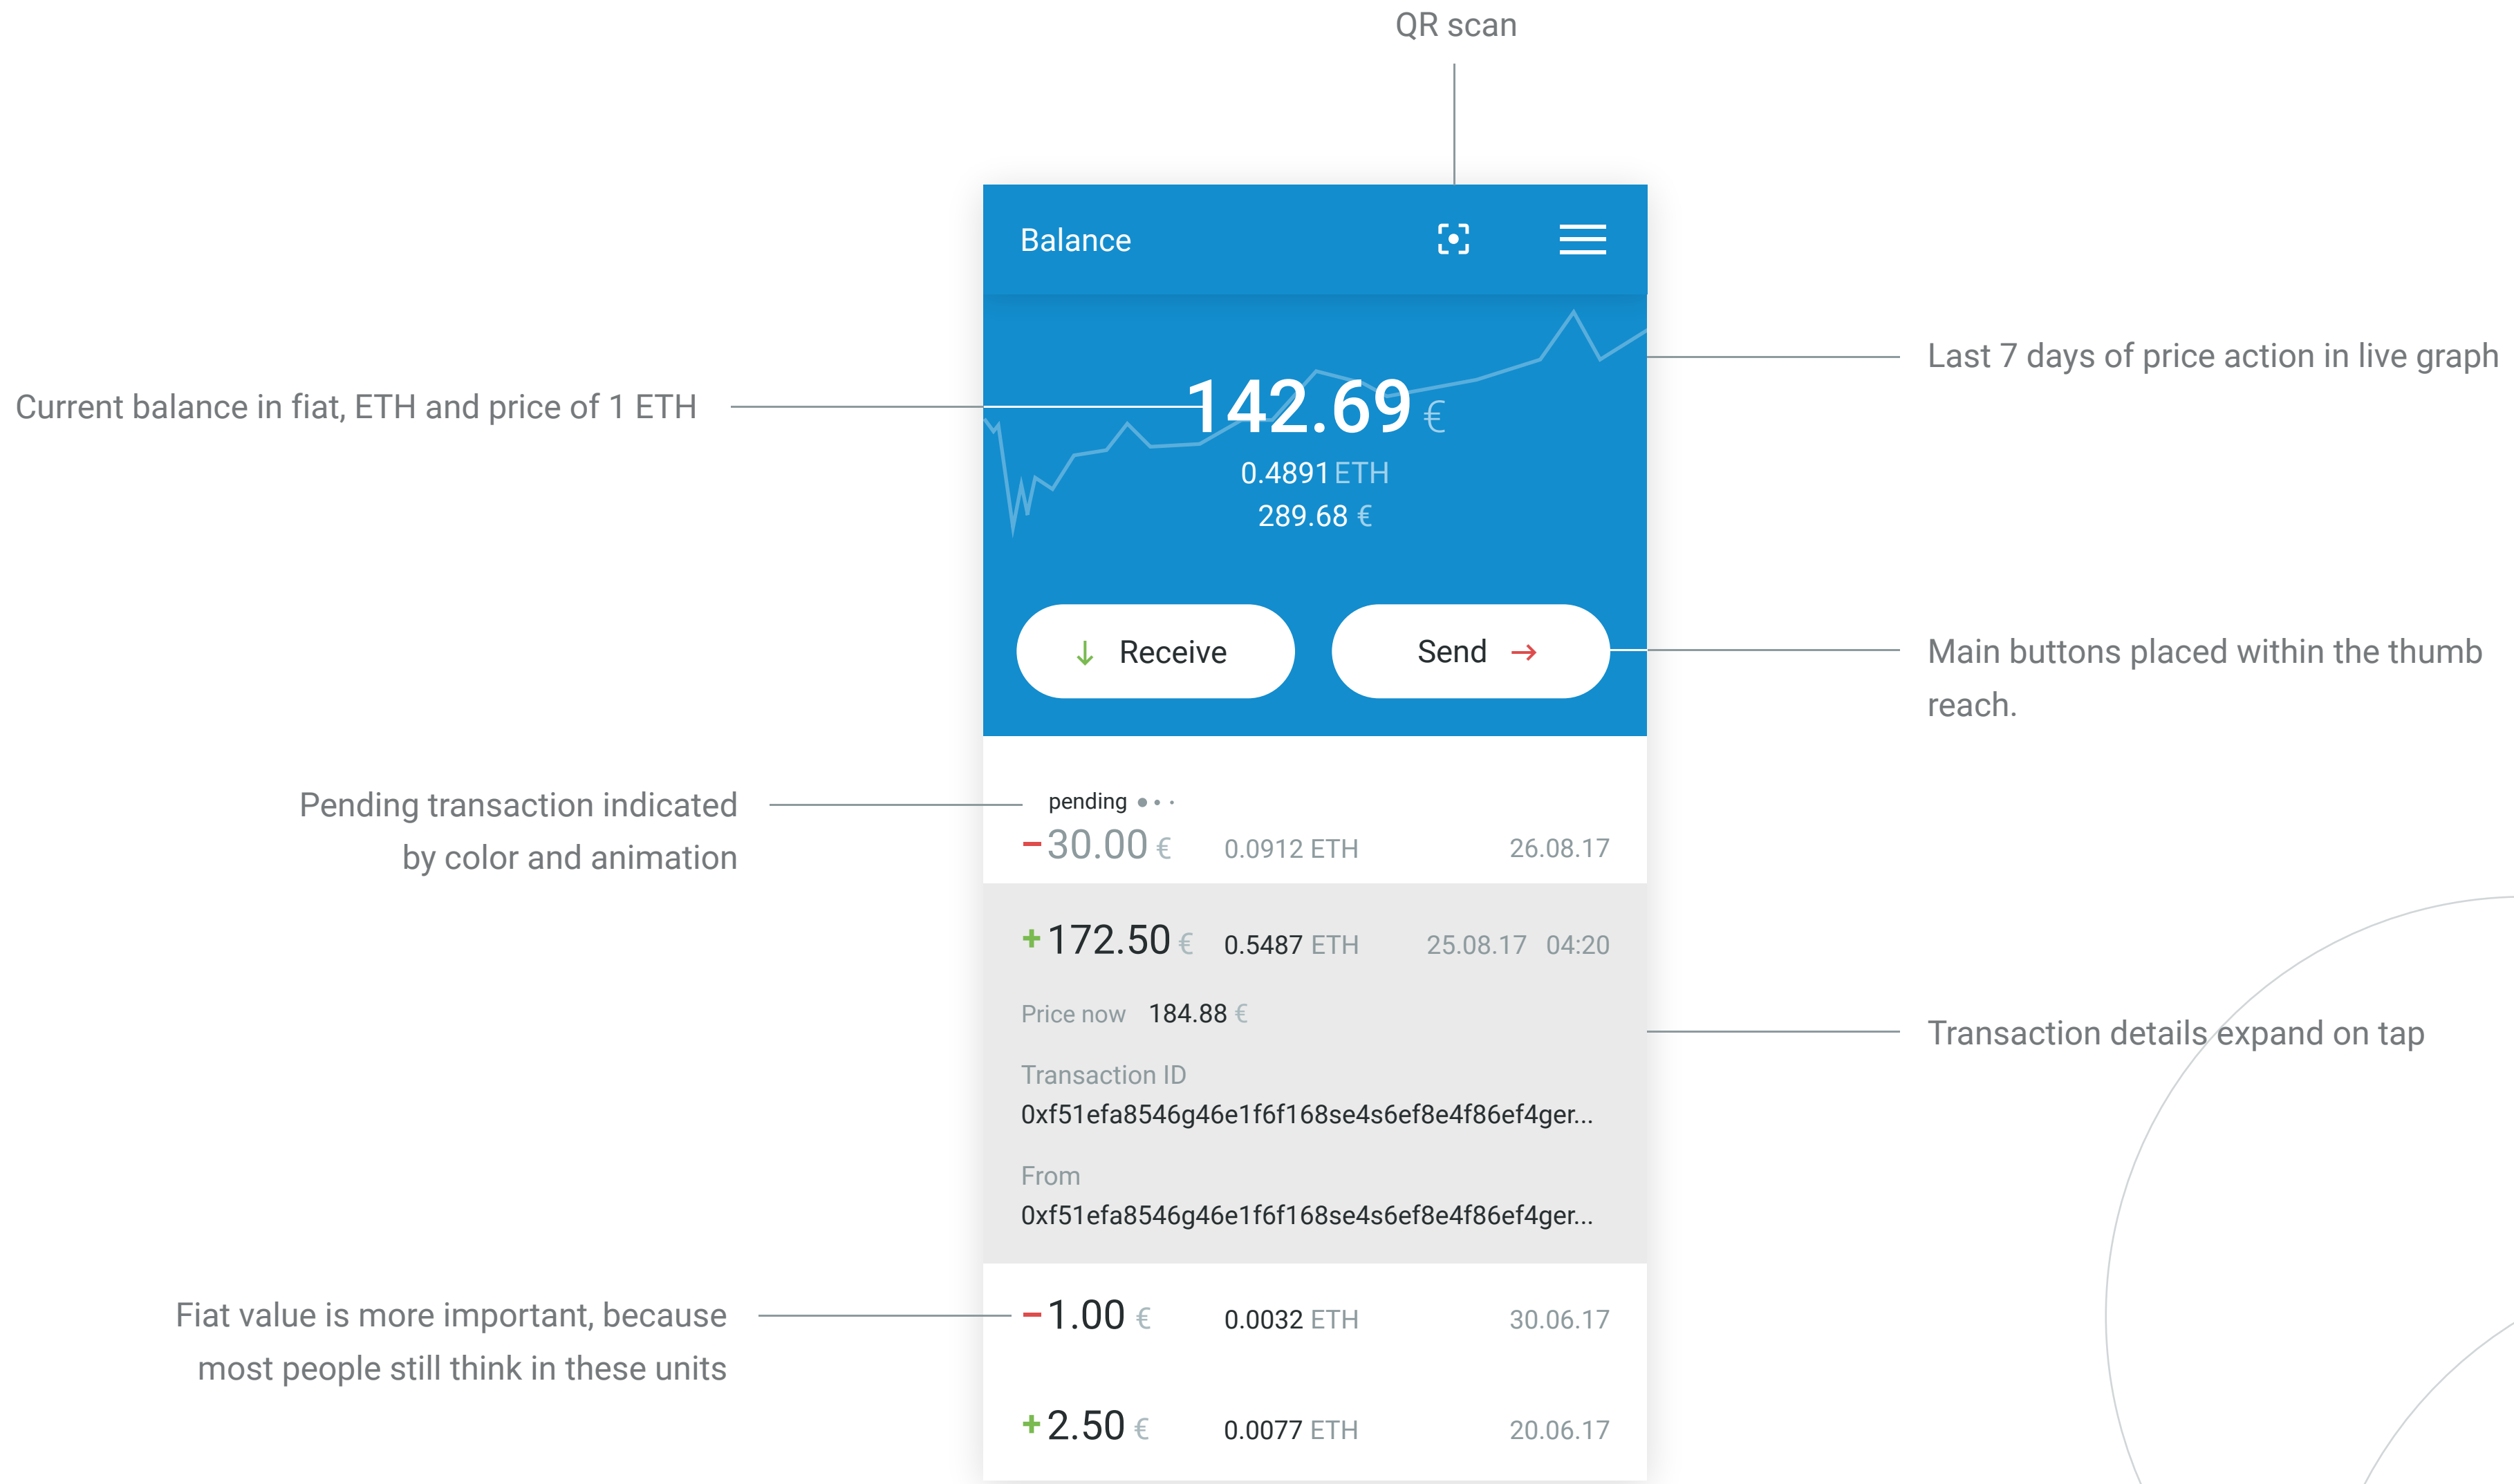 QR scan
Balance
Last 7 days of price action in live graph
Current balance in fiat, ETH and price of 1 ETH
142.69 €
0.4891 ETH
289.68 €
↓ Receive
Send →
Main buttons placed within the thumb
reach.
Pending transaction indicated
by color and animation
pending
−30.00 € 0.0912 ETH 26.08.17
+172.50 € 0.5487 ETH 25.08.17 04:20
Price now 184.88 €
Transaction details expand on tap
Transaction ID
0xf51efa8546g46e1f6f168se4s6ef8e4f86ef4ger...
From
0xf51efa8546g46e1f6f168se4s6ef8e4f86ef4ger...
Fiat value is more important, because
most people still think in these units
−1.00 € 0.0032 ETH 30.06.17
+2.50 € 0.0077 ETH 20.06.17